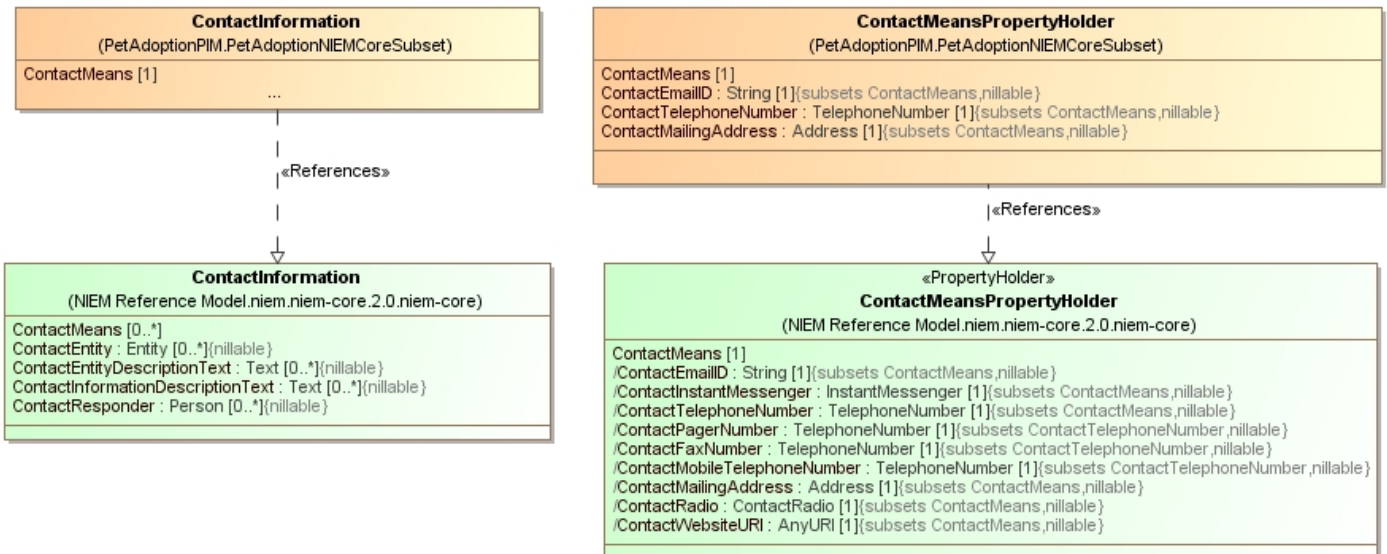 ContactInformation
(PetAdoptionPIM.PetAdoptionNIEMCoreSubset)
ContactMeans [1]
...
«References»
ContactInformation
(NIEM Reference Model.niem.niem-core.2.0.niem-core)
ContactMeans [0..*]
ContactEntity : Entity [0..*]{nillable}
ContactEntityDescriptionText : Text [0..*]{nillable}
ContactInformationDescriptionText : Text [0..*]{nillable}
ContactResponder : Person [0..*]{nillable}
ContactMeansPropertyHolder
(PetAdoptionPIM.PetAdoptionNIEMCoreSubset)
ContactMeans [1]
ContactEmailID : String [1]{subsets ContactMeans,nillable}
ContactTelephoneNumber : TelephoneNumber [1]{subsets ContactMeans,nillable}
ContactMailingAddress : Address [1]{subsets ContactMeans,nillable}
«References»
«PropertyHolder»
ContactMeansPropertyHolder
(NIEM Reference Model.niem.niem-core.2.0.niem-core)
ContactMeans [1]
/ContactEmailID : String [1]{subsets ContactMeans,nillable}
/ContactInstantMessenger : InstantMessenger [1]{subsets ContactMeans,nillable}
/ContactTelephoneNumber : TelephoneNumber [1]{subsets ContactMeans,nillable}
/ContactPagerNumber : TelephoneNumber [1]{subsets ContactTelephoneNumber,nillable}
/ContactFaxNumber : TelephoneNumber [1]{subsets ContactTelephoneNumber,nillable}
/ContactMobileTelephoneNumber : TelephoneNumber [1]{subsets ContactTelephoneNumber,nillable}
/ContactMailingAddress : Address [1]{subsets ContactMeans,nillable}
/ContactRadio : ContactRadio [1]{subsets ContactMeans,nillable}
/ContactWebsiteURI : AnyURI [1]{subsets ContactMeans,nillable}